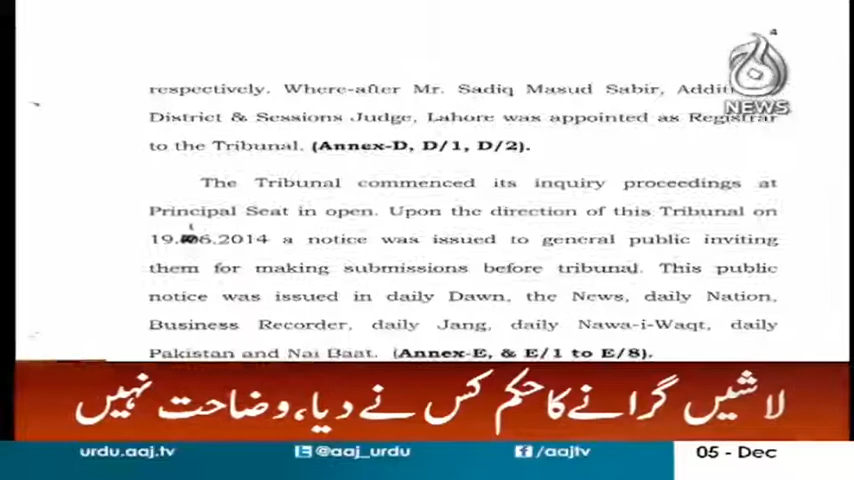 4
respectively. Where-after Mr. Sadiq Masud Sabir,
District & Sessions Judge, Lahore was appointed as Registrar
to the Tribunal. (Annex-D, D/1, D/2).
The Tribunal commenced its inquiry proceedings at
Principal Seat in open. Upon the direction of this Tribunal on
19. 06.2014 a notice was issued to general public inviting
them for making submissions before tribunal. This public
notice was issued in daily Dawn, the News, daily Nation,
Business Recorder, daily Jang, daily Nawa-i-Waqt, daily
Pakistan and Nai Baat. (Annex-E, & E/1 to E/8).
NEWS
لاشیں گرانے کا حکم کس نے دیا، وضاحت نہیں
urdu.aaj.tv
@aaj_urdu
/aajtv
05 - Dec